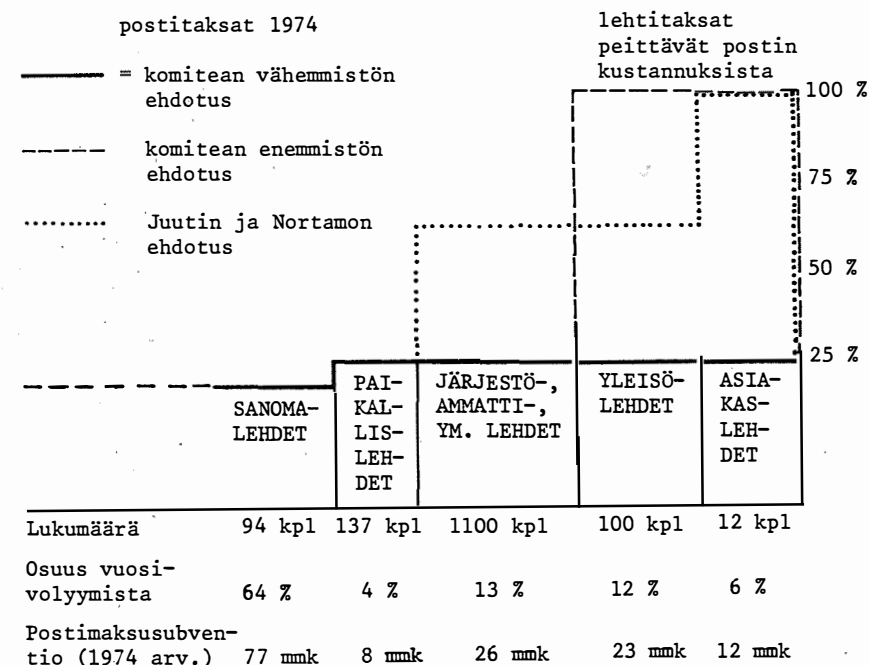 postitaksat 1974
lehtitaksat
peittävät postin
kustannuksista
= komitean vähemmistön
ehdotus
komitean enemmistön
ehdotus
Juutin ja Nortamon
ehdotus
100 %
75 %
50 %
25 %
SANOMA-
LEHDET
PAI-
KAL-
LIS-
LEH-
DET
JÄRJESTÖ-,
AMMATTI-,
YM. LEHDET
YLEISÖ-
LEHDET
ASIA-
KAS-
LEH-
DET
Lukumäärä 94 kpl 137 kpl 1100 kpl 100 kpl 12 kpl
Osuus vuosi-
volyymista 64 % 4 % 13 % 12 % 6 %
Postimaksusubven-
tio (1974 arv.) 77 mmk 8 mmk 26 mmk 23 mmk 12 mmk